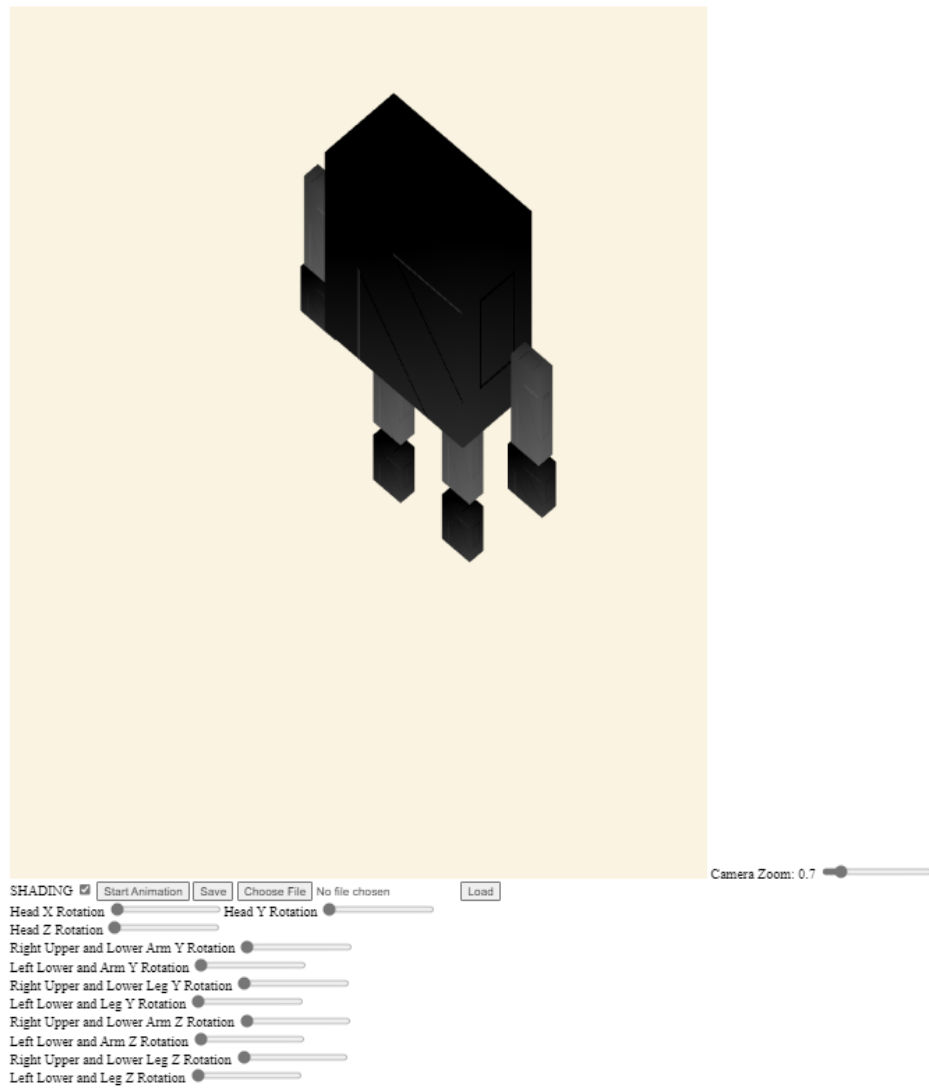 Camera Zoom: 0.7
SHADING Start Animation Save Choose File No file chosen Load
Head X Rotation Head Y Rotation
Head Z Rotation
Right Upper and Lower Arm Y Rotation
Left Lower and Arm Y Rotation
Right Upper and Lower Leg Y Rotation
Left Lower and Leg Y Rotation
Right Upper and Lower Arm Z Rotation
Left Lower and Arm Z Rotation
Right Upper and Lower Leg Z Rotation
Left Lower and Leg Z Rotation